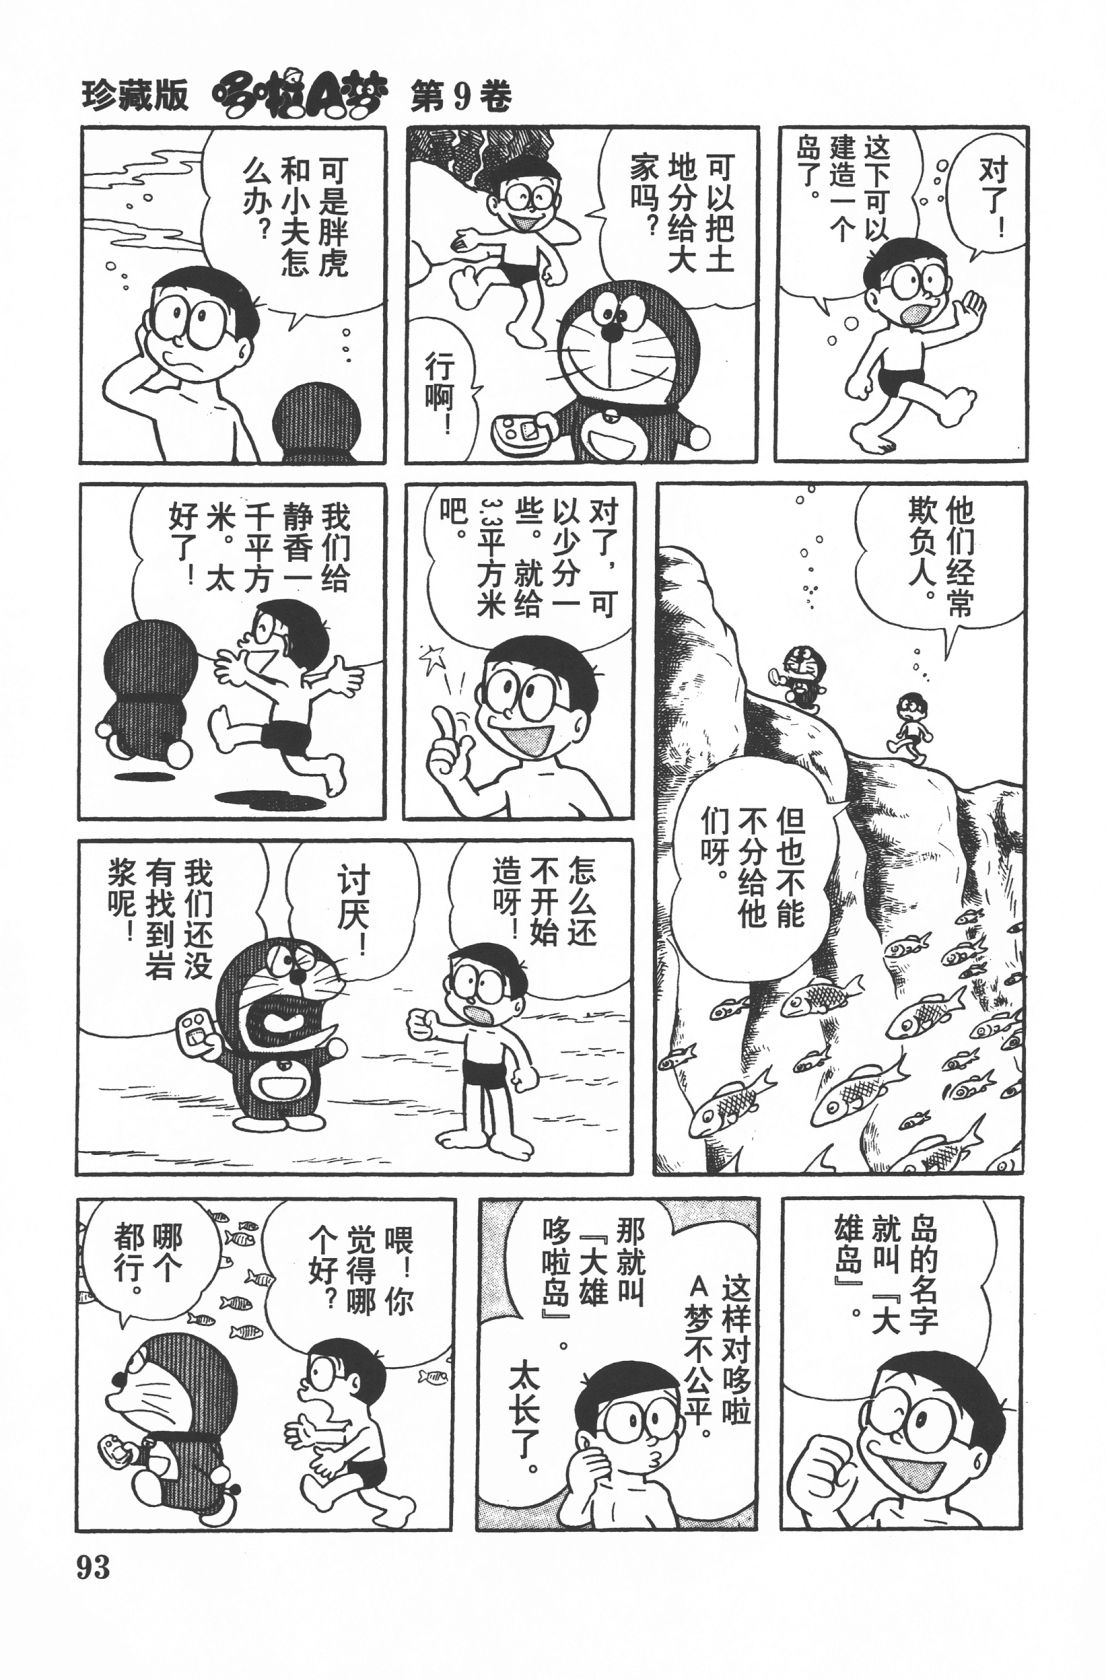 珍藏版 哆啦A梦 第9卷
对了！
这下可以
建造一个
岛了。
可以把土
地分给大
家吗？
行啊！
可是胖虎
和小夫怎
么办？
他们经常
欺负人。
但也不能
不分给他
们呀。
对了，可
以少分一
些。就给
3.3平方米
吧。
我们给
静香一
千平方
米。太
好了！
怎么还
不开始
造呀！
讨厌！
我们还没
有找到岩
浆呢！
岛的名字
就叫『大
雄岛』。
这样对哆啦
A梦不公平。
那就叫
『大雄
哆啦岛』。
太长了。
喂！你
觉得哪
个好？
哪个
都行。
93